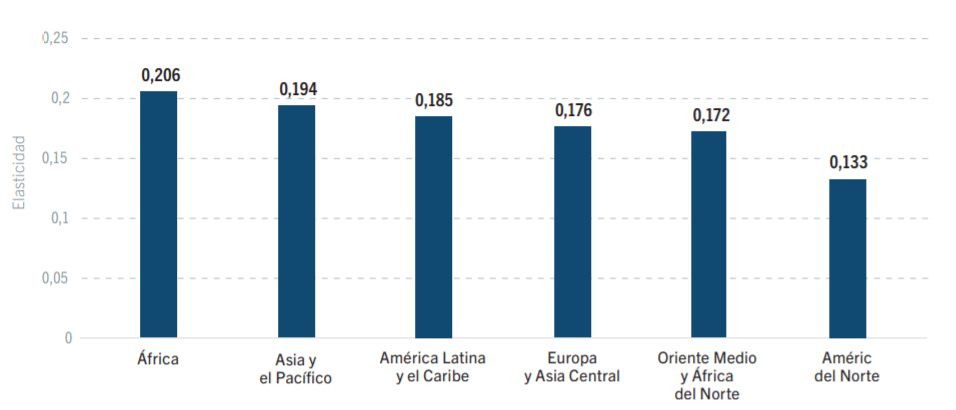 0,25
0,2
0,15
0,1
0,05
0
Elasticidad
0,206
0,194
0,185
0,176
0,172
0,133
África
Asia y
el Pacífico
América Latina
y el Caribe
Europa
y Asia Central
Oriente Medio
y África
del Norte
Améric
del Norte